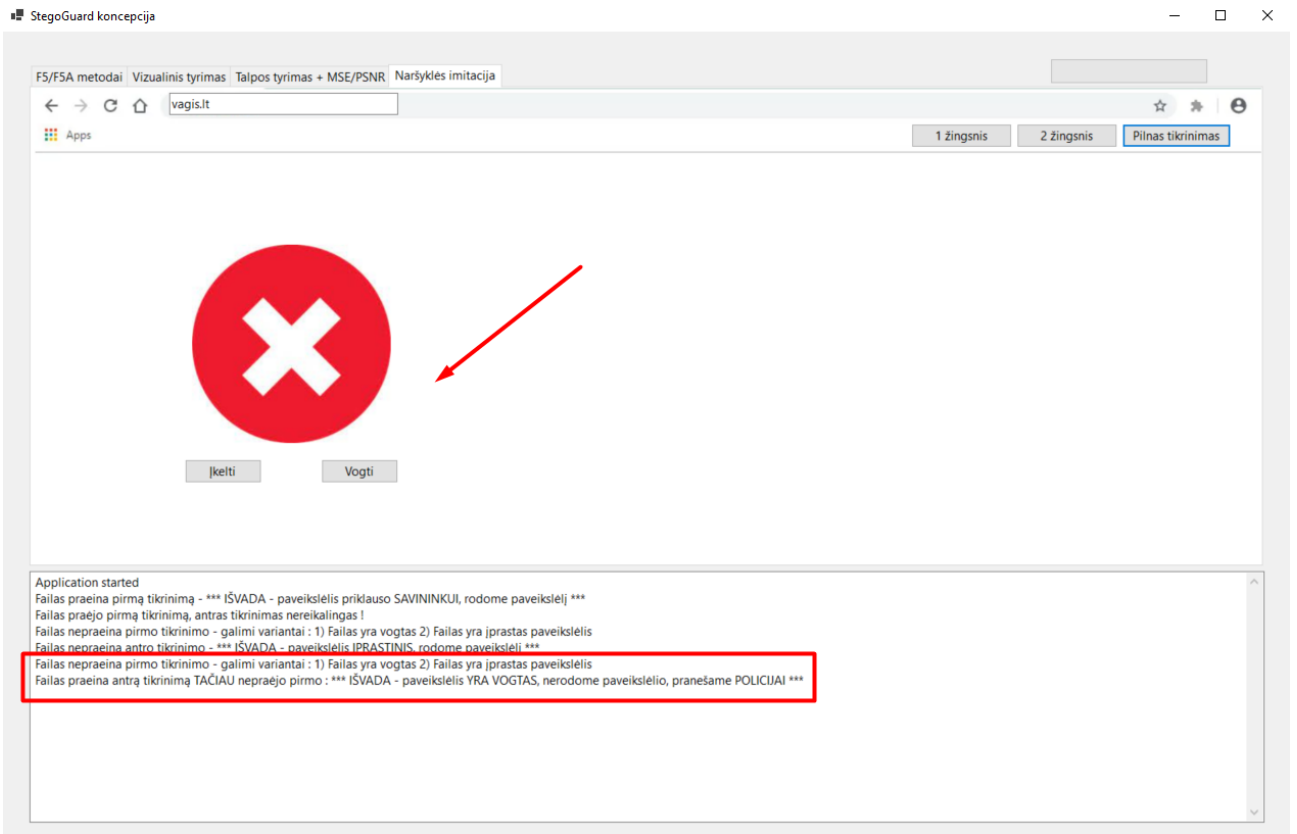 StegoGuard koncepcija
F5/F5A metodai Vizualinis tyrimas Talpos tyrimas + MSE/PSNR Naršyklės imitacija
vagis.lt
Apps
1 žingsnis 2 žingsnis Pilnas tikrinimas
Įkelti Vogti
Application started
Failas praeina pirmą tikrinimą - *** IŠVADA - paveikslėlis priklauso SAVININKUI, rodome paveikslėlį ***
Failas praėjo pirmą tikrinimą, antras tikrinimas nereikalingas !
Failas nepraeina pirmo tikrinimo - galimi variantai : 1) Failas yra vogtas 2) Failas yra įprastas paveikslėlis
Failas nepraeina antro tikrinimo - *** IŠVADA - paveikslėlis ĮPRASTINIS, rodome paveikslėlį ***
Failas nepraeina pirmo tikrinimo - galimi variantai : 1) Failas yra vogtas 2) Failas yra įprastas paveikslėlis
Failas praeina antrą tikrinimą TAČIAU nepraėjo pirmo : *** IŠVADA - paveikslėlis YRA VOGTAS, nerodome paveikslėlio, pranešame POLICIJAI ***